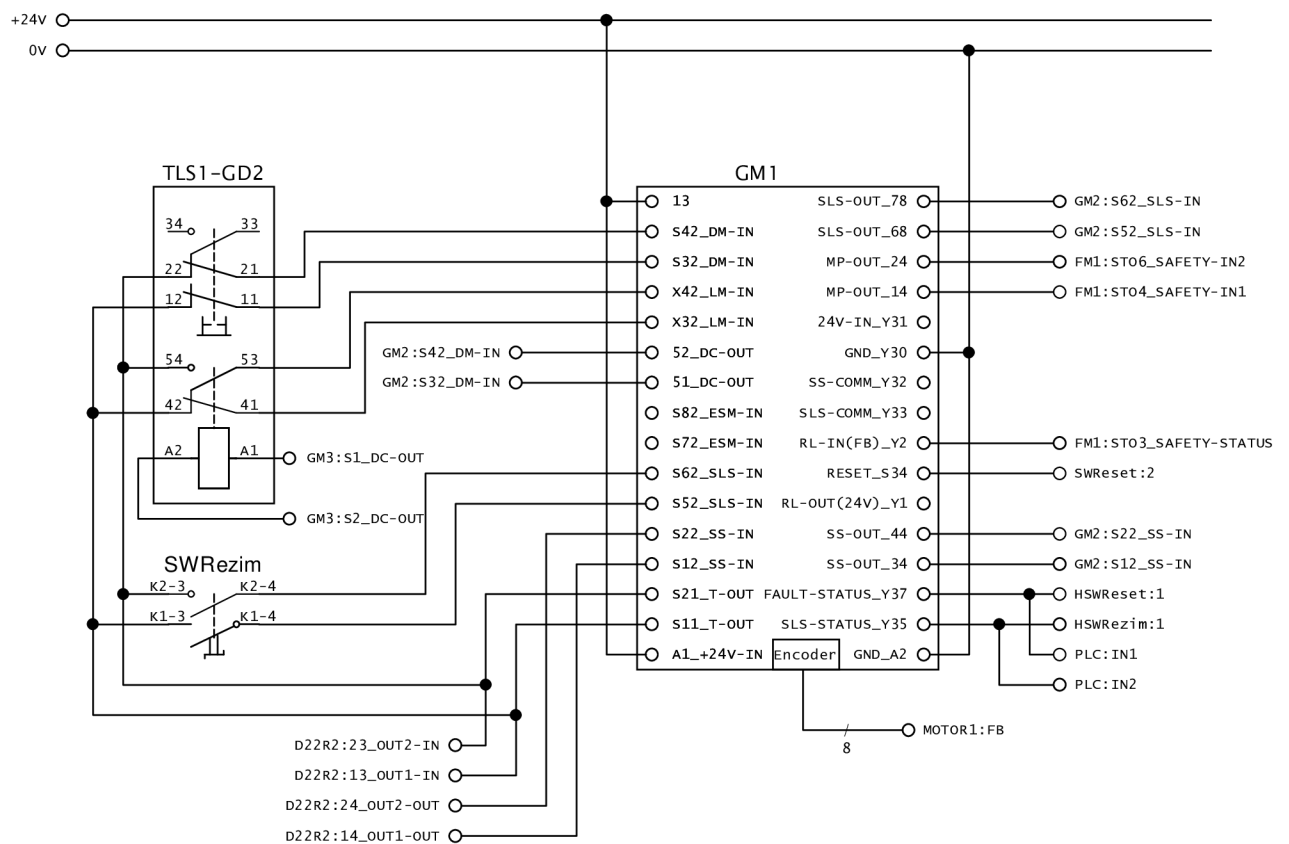 +24V
0V
TLS1-GD2
GM1
34 33
22 21
12 11
54 53
42 41
A2 A1
GM3:S1_DC-OUT
GM3:S2_DC-OUT
SWRezim
K2-3 K2-4
K1-3 K1-4
GM2:S42_DM-IN
GM2:S32_DM-IN
13 SLS-OUT_78 GM2:S62_SLS-IN
S42_DM-IN SLS-OUT_68 GM2:S52_SLS-IN
S32_DM-IN MP-OUT_24 FM1:STO6_SAFETY-IN2
X42_LM-IN MP-OUT_14 FM1:STO4_SAFETY-IN1
X32_LM-IN 24V-IN_Y31
52_DC-OUT GND_Y30
51_DC-OUT SS-COMM_Y32
S82_ESM-IN SLS-COMM_Y33
S72_ESM-IN RL-IN(FB)_Y2 FM1:STO3_SAFETY-STATUS
S62_SLS-IN RESET_S34 SWReset:2
S52_SLS-IN RL-OUT(24V)_Y1
S22_SS-IN SS-OUT_44 GM2:S22_SS-IN
S12_SS-IN SS-OUT_34 GM2:S12_SS-IN
S21_T-OUT FAULT-STATUS_Y37 HSWReset:1
S11_T-OUT SLS-STATUS_Y35 HSWRezim:1
A1_+24V-IN Encoder GND_A2 PLC:IN1
PLC:IN2
MOTOR1:FB
8
D22R2:23_OUT2-IN
D22R2:13_OUT1-IN
D22R2:24_OUT2-OUT
D22R2:14_OUT1-OUT